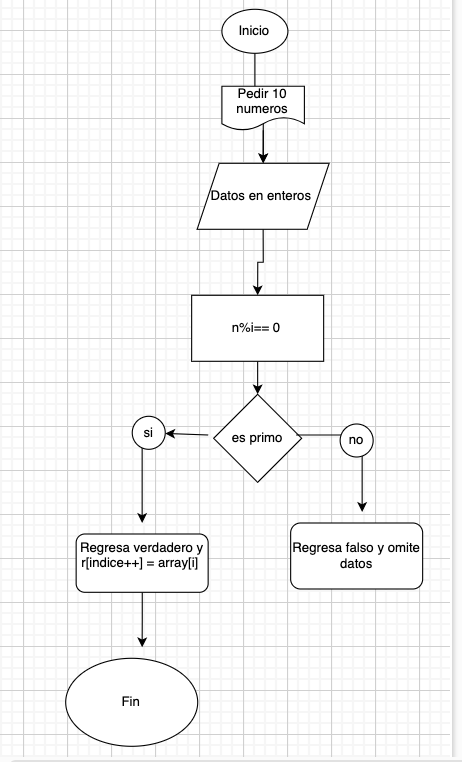 Inicio
Pedir 10
numeros
Datos en enteros
n%i== 0
es primo
si
no
Regresa verdadero y
r[indice++] = array[i]
Regresa falso y omite
datos
Fin